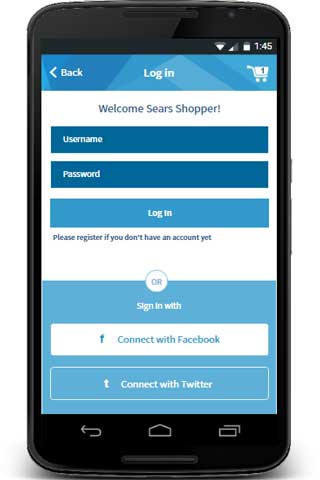 1:45
Back
Log in
1
Welcome Sears Shopper!
Username
Password
Log In
Please register if you don't have an account yet
OR
Sign in with
f Connect with Facebook
t Connect with Twitter